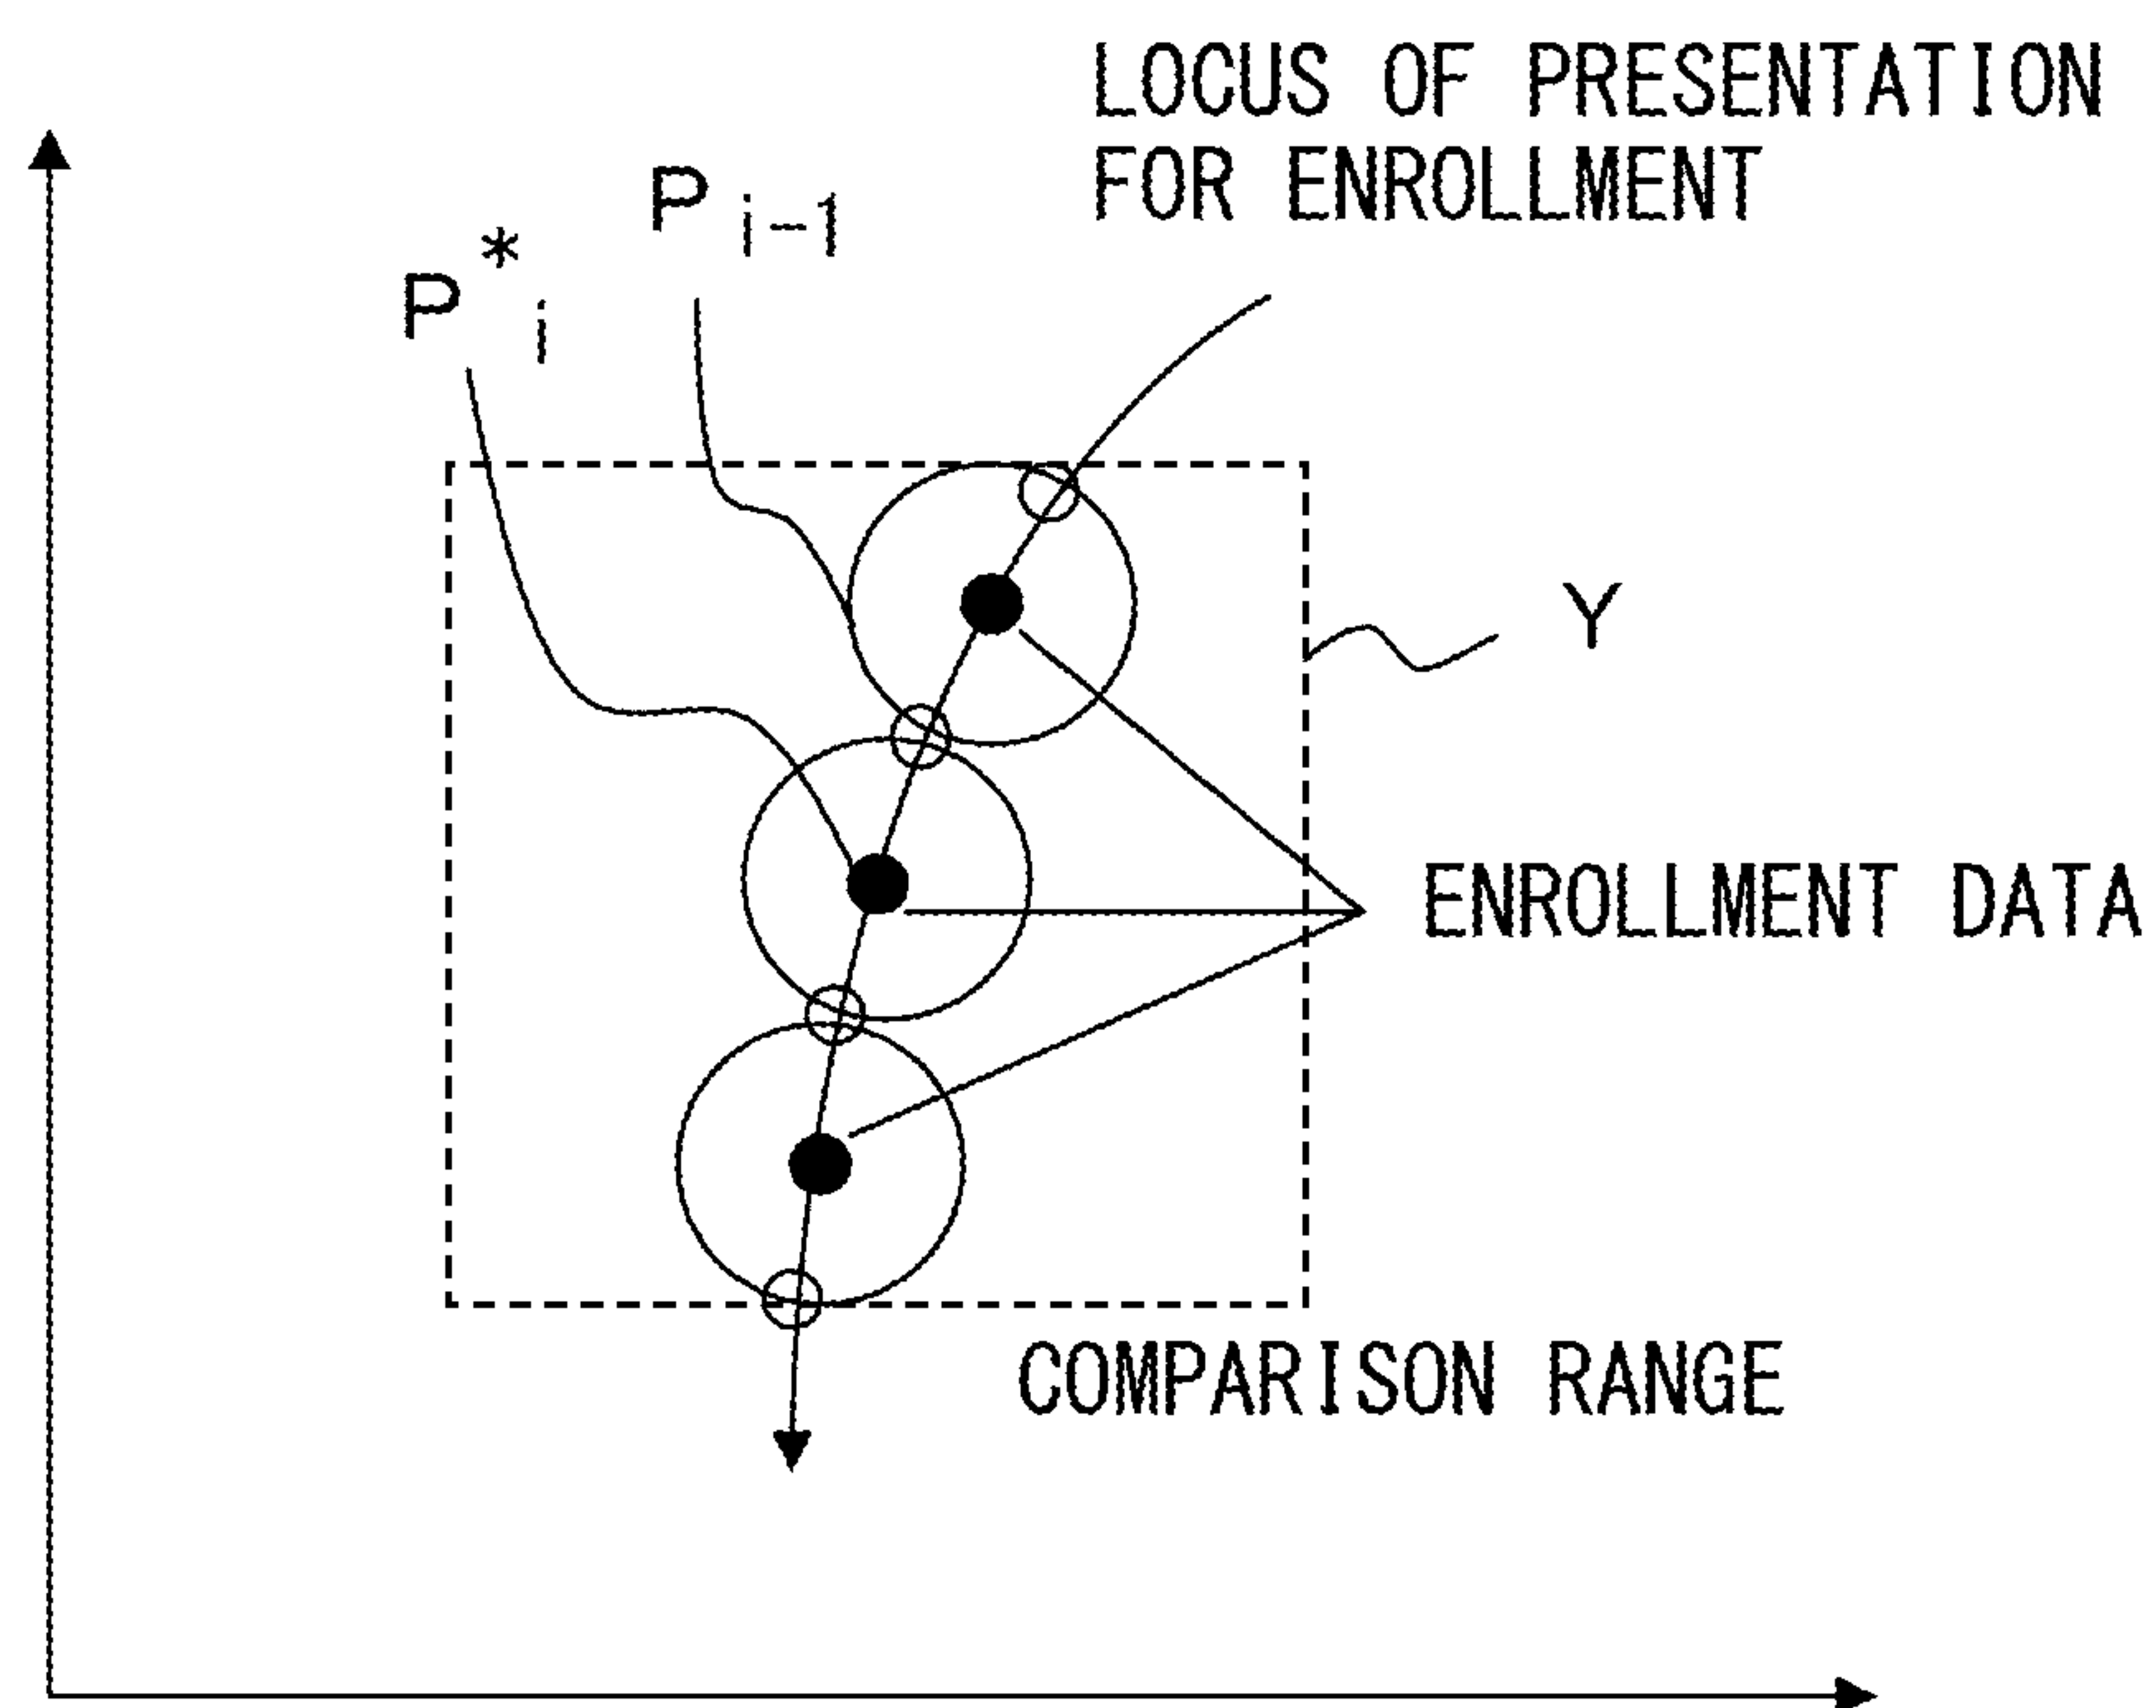 LOCUS OF PRESENTATION
FOR ENROLLMENT
P i-1
P* i
Y
ENROLLMENT DATA
COMPARISON RANGE